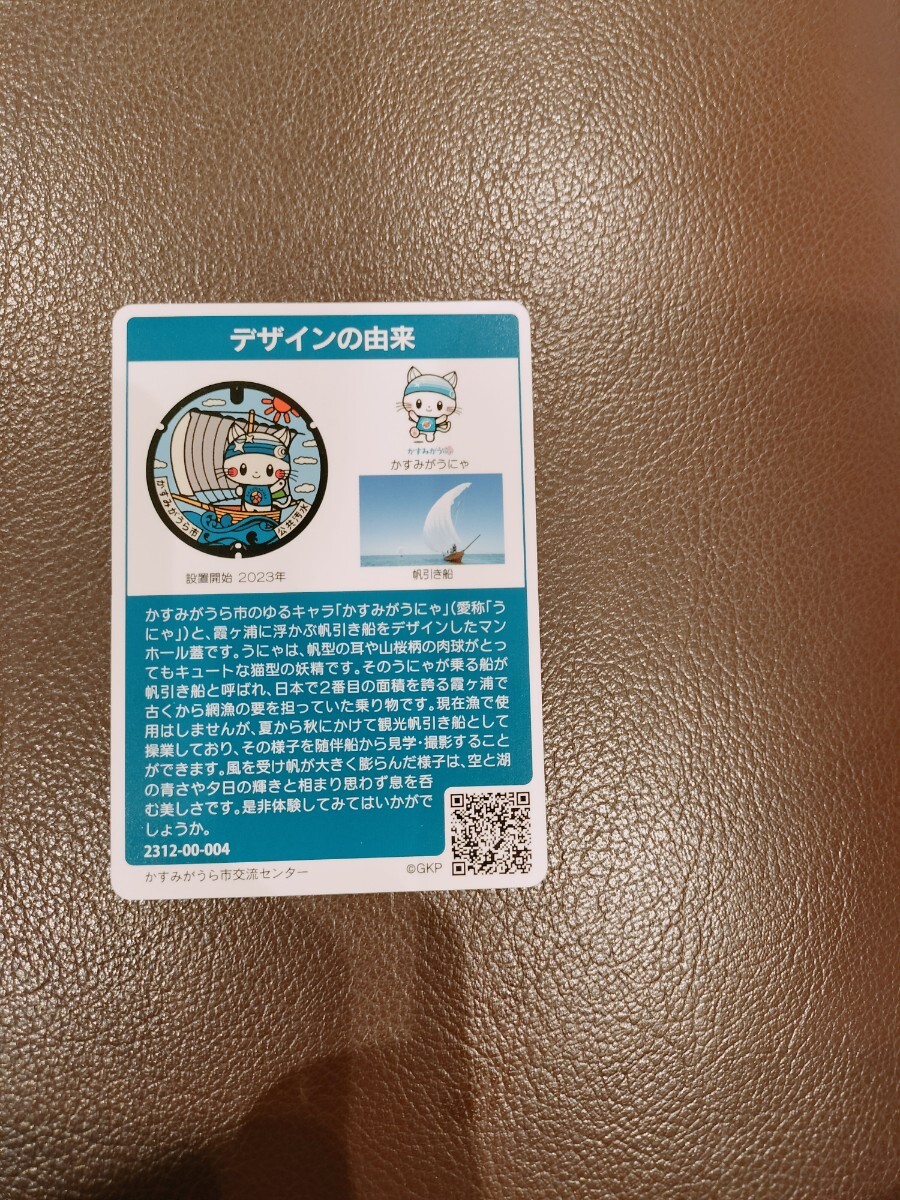 デザインの由来
かすみがうら市
公共汚水
設置開始 2023年
かすみがうにゃ
帆引き船
かすみがうら市のゆるキャラ「かすみがうにゃ」(愛称「う
にゃ」)と、霞ヶ浦に浮かぶ帆引き船をデザインしたマン
ホール蓋です。うにゃは、帆型の耳や山桜柄の肉球がとっ
てもキュートな猫型の妖精です。そのうにゃが乗る船が
帆引き船と呼ばれ、日本で2番目の面積を誇る霞ヶ浦で
古くから網漁の要を担っていた乗り物です。現在漁で使
用はしませんが、夏から秋にかけて観光帆引き船として
操業しており、その様子を随伴船から見学・撮影すること
ができます。風を受け帆が大きく膨らんだ様子は、空と湖
の青さや夕日の輝きと相まり思わず息を呑
む美しさです。是非体験してみてはいかがで
しょうか。
2312-00-004
かすみがうら市交流センター
©GKP